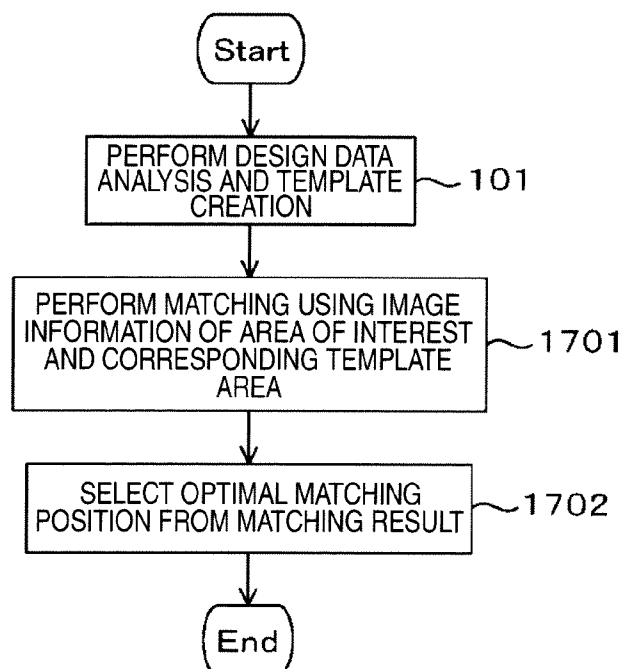 Start
PERFORM DESIGN DATA
ANALYSIS AND TEMPLATE
CREATION
101
PERFORM MATCHING USING IMAGE
INFORMATION OF AREA OF INTEREST
AND CORRESPONDING TEMPLATE
AREA
1701
SELECT OPTIMAL MATCHING
POSITION FROM MATCHING RESULT
1702
End